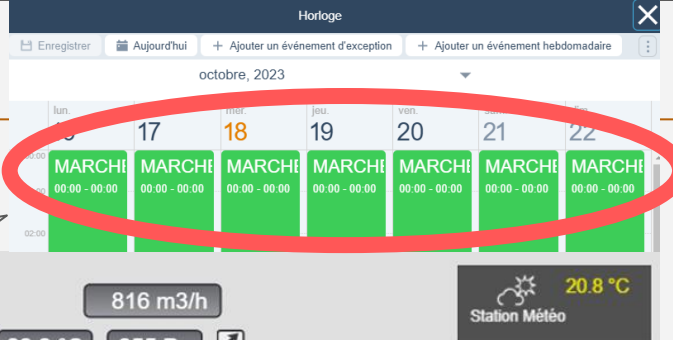 Horloge
Enregistrer Aujourd'hui + Ajouter un événement d'exception + Ajouter un événement hebdomadaire
octobre, 2023
lun. mer. jeu. ven.
17 18 19 20 21 22
00:00 MARCHE MARCHE MARCHE MARCHE MARCHE MARCHE MARCHE
00:00 - 00:00 00:00 - 00:00 00:00 - 00:00 00:00 - 00:00 00:00 - 00:00 00:00 - 00:00 00:00 - 00:00
02:00
816 m3/h
20.8 °C
Station Météo